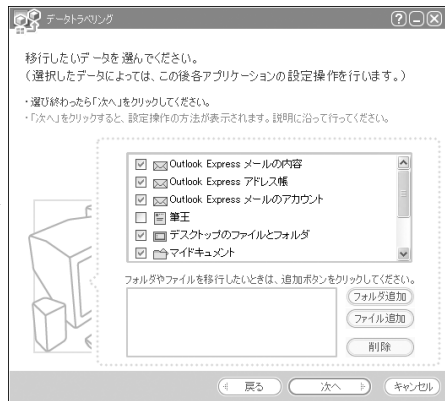 データトラベリング
移行したいデータを選んでください。
（選択したデータによっては、この後各アプリケーションの設定操作を行います。）
・選び終わったら「次へ」をクリックしてください。
・「次へ」をクリックすると、設定操作の方法が表示されます。説明に沿って行ってください。
Outlook Express メールの内容
Outlook Express アドレス帳
Outlook Express メールのアカウント
筆王
デスクトップのファイルとフォルダ
マイドキュメント
フォルダやファイルを移行したいときは、追加ボタンをクリックしてください。
フォルダ追加
ファイル追加
削除
戻る
次へ
キャンセル